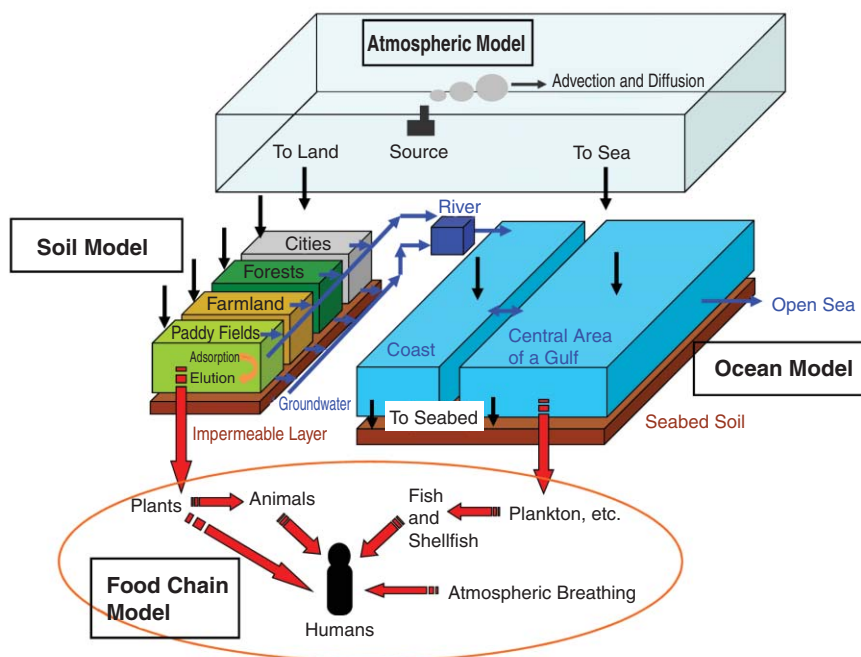 Atmospheric Model
Advection and Diffusion
To Land
Source
To Sea
River
Soil Model
Cities
Forests
Farmland
Paddy Fields
Adsorption
Elution
Groundwater
Impermeable Layer
Coast
Central Area
of a Gulf
Open Sea
Ocean Model
To Seabed
Seabed Soil
Plants
Animals
Fish
and
Shellfish
Plankton, etc.
Food Chain
Model
Atmospheric Breathing
Humans